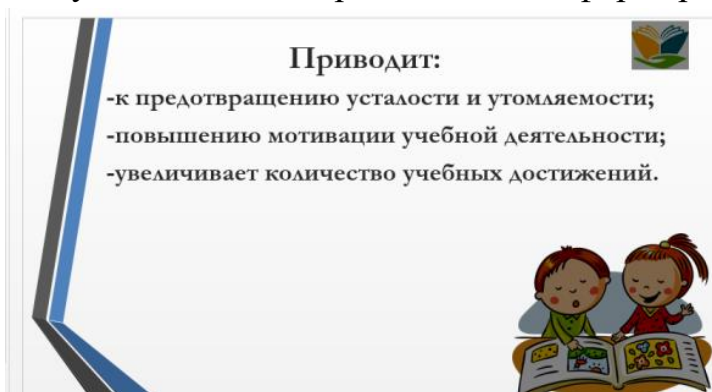 Приводит:
-к предотвращению усталости и утомляемости;
-повышению мотивации учебной деятельности;
-увеличивает количество учебных достижений.